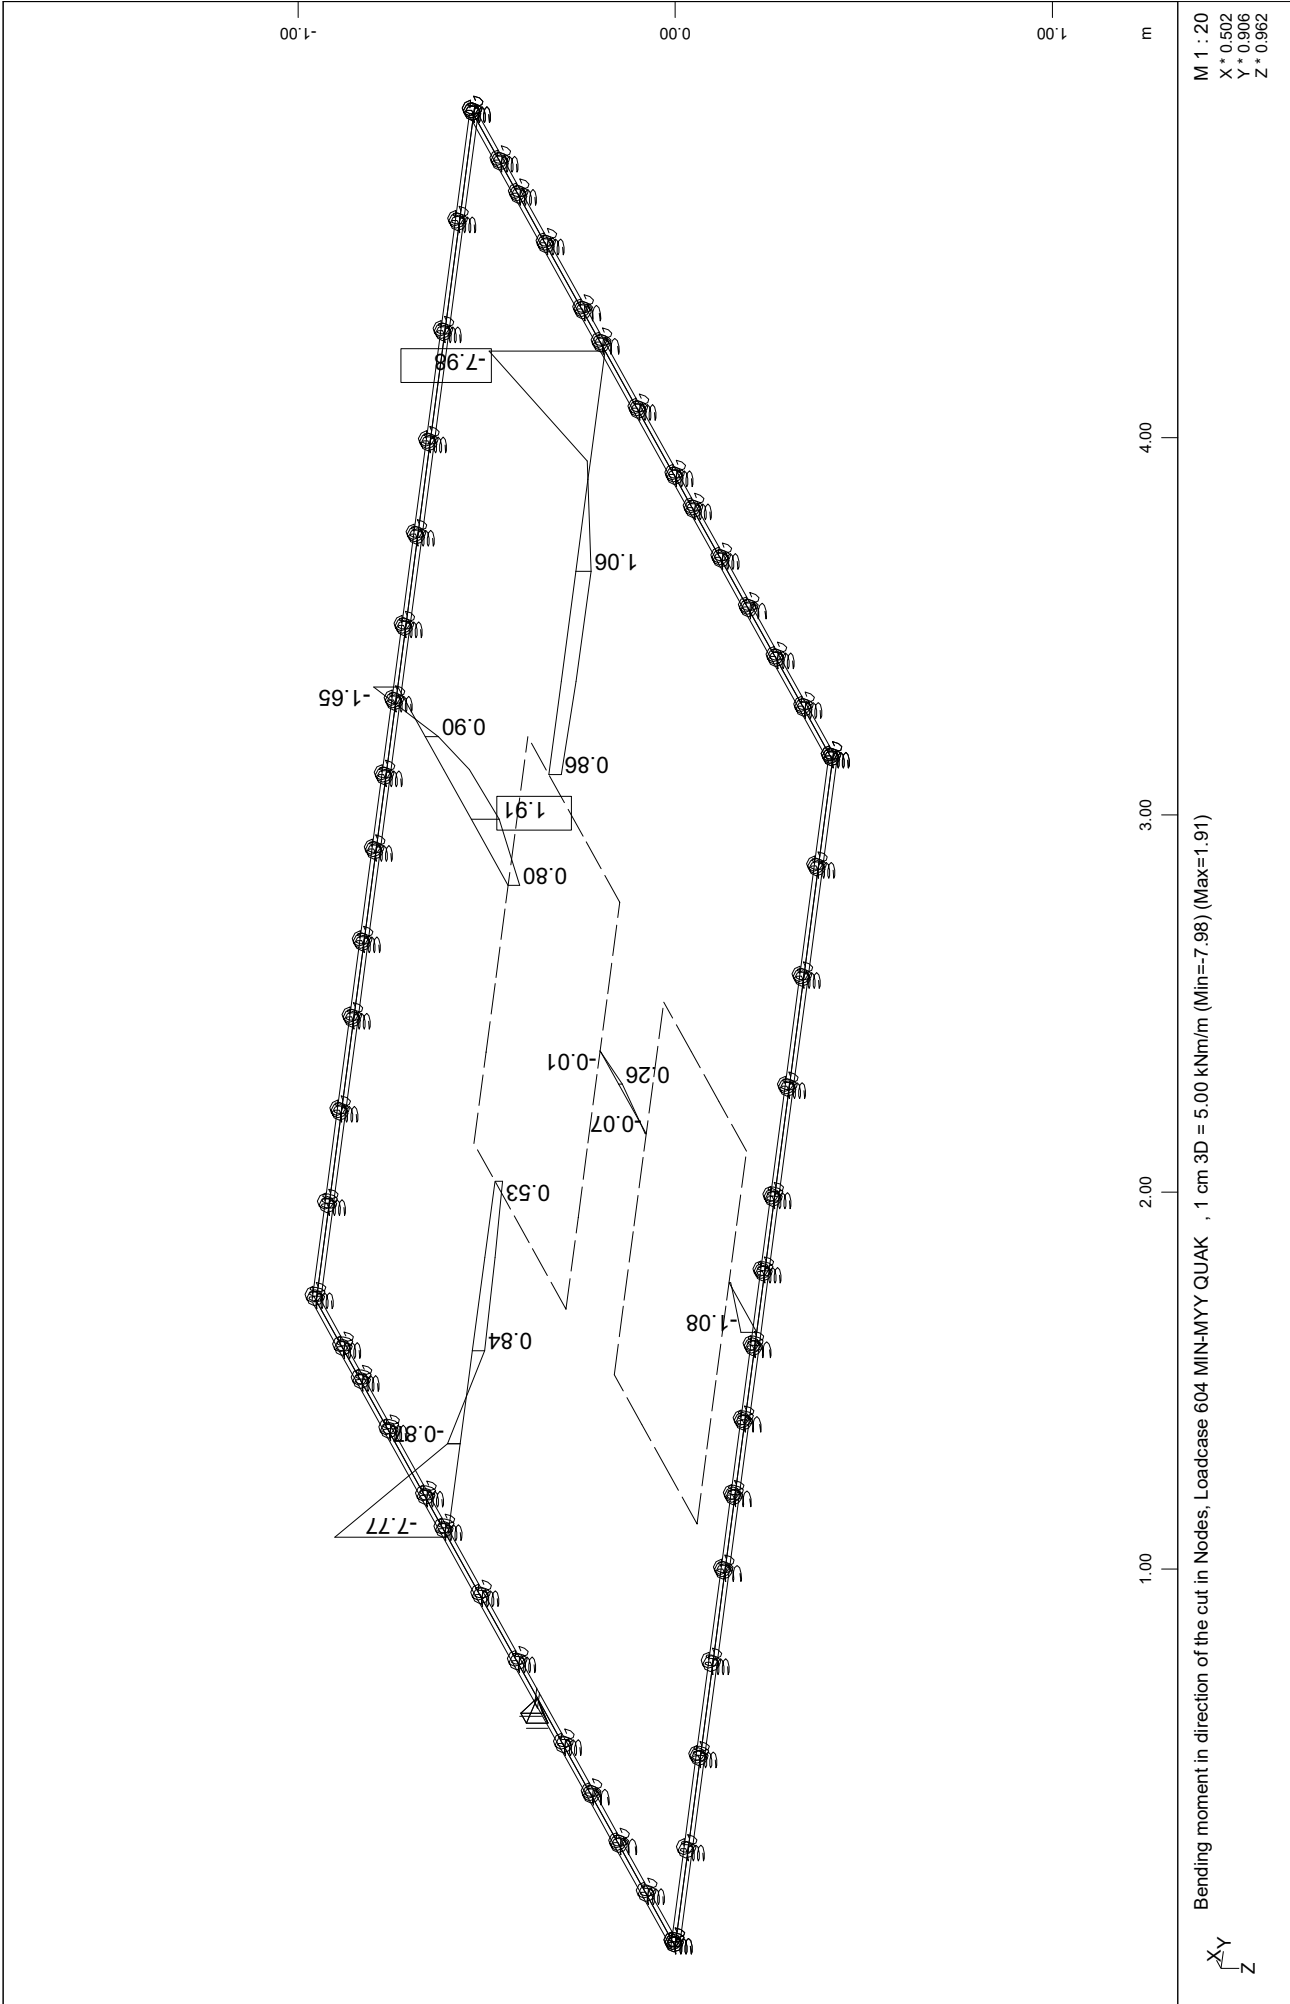 -1.00
0.00
1.00
m
M 1 : 20
X * 0.502
Y * 0.906
Z * 0.962
-7.98
4.00
1.06
-1.65
0.90
0.86
1.91
3.00
0.80
-0.01
0.26
-0.07
0.53
2.00
-1.08
0.84
-0.87
-7.77
1.00
Bending moment in direction of the cut in Nodes, Loadcase 604 MIN-MYY QUAK , 1 cm 3D = 5.00 kNm/m (Min=-7.98) (Max=1.91)
X
Y
Z